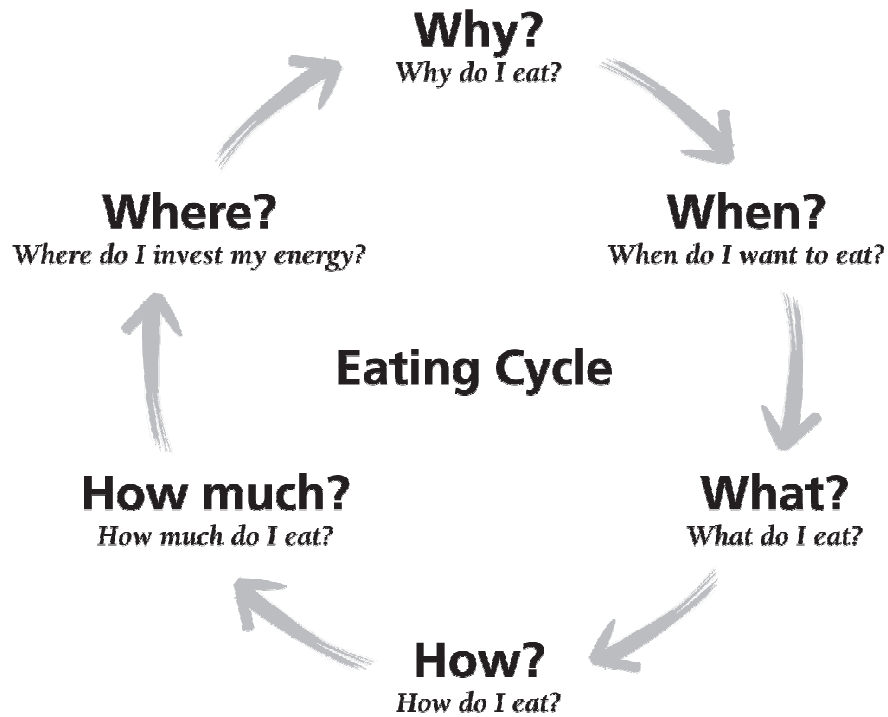 Why?
Why do I eat?
When?
When do I want to eat?
What?
What do I eat?
How?
How do I eat?
How much?
How much do I eat?
Where?
Where do I invest my energy?
Eating Cycle